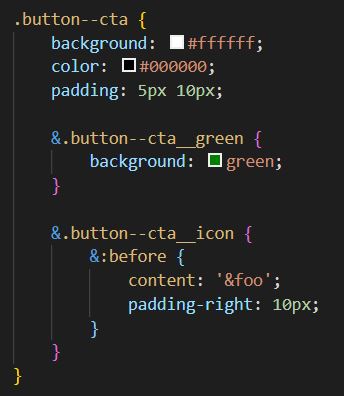 .button--cta {
    background: #ffffff;
    color: #000000;
    padding: 5px 10px;

    &.button--cta__green {
        background: green;
    }

    &.button--cta__icon {
        &:before {
            content: '&foo';
            padding-right: 10px;
        }
    }
}